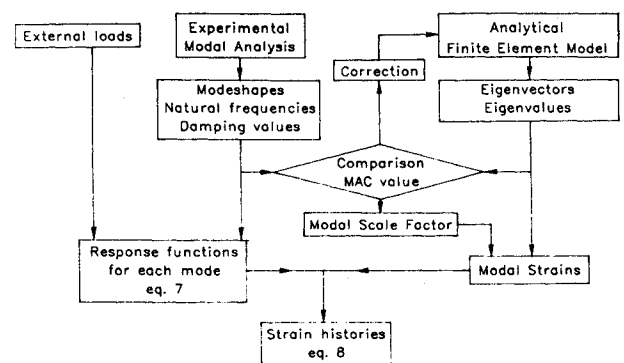 External loads
Experimental
Modal Analysis
Analytical
Finite Element Model
Correction
Modeshapes
Natural frequencies
Damping values
Eigenvectors
Eigenvalues
Comparison
MAC value
Modal Scale Factor
Response functions
for each mode
eq. 7
Modal Strains
Strain histories
eq. 8